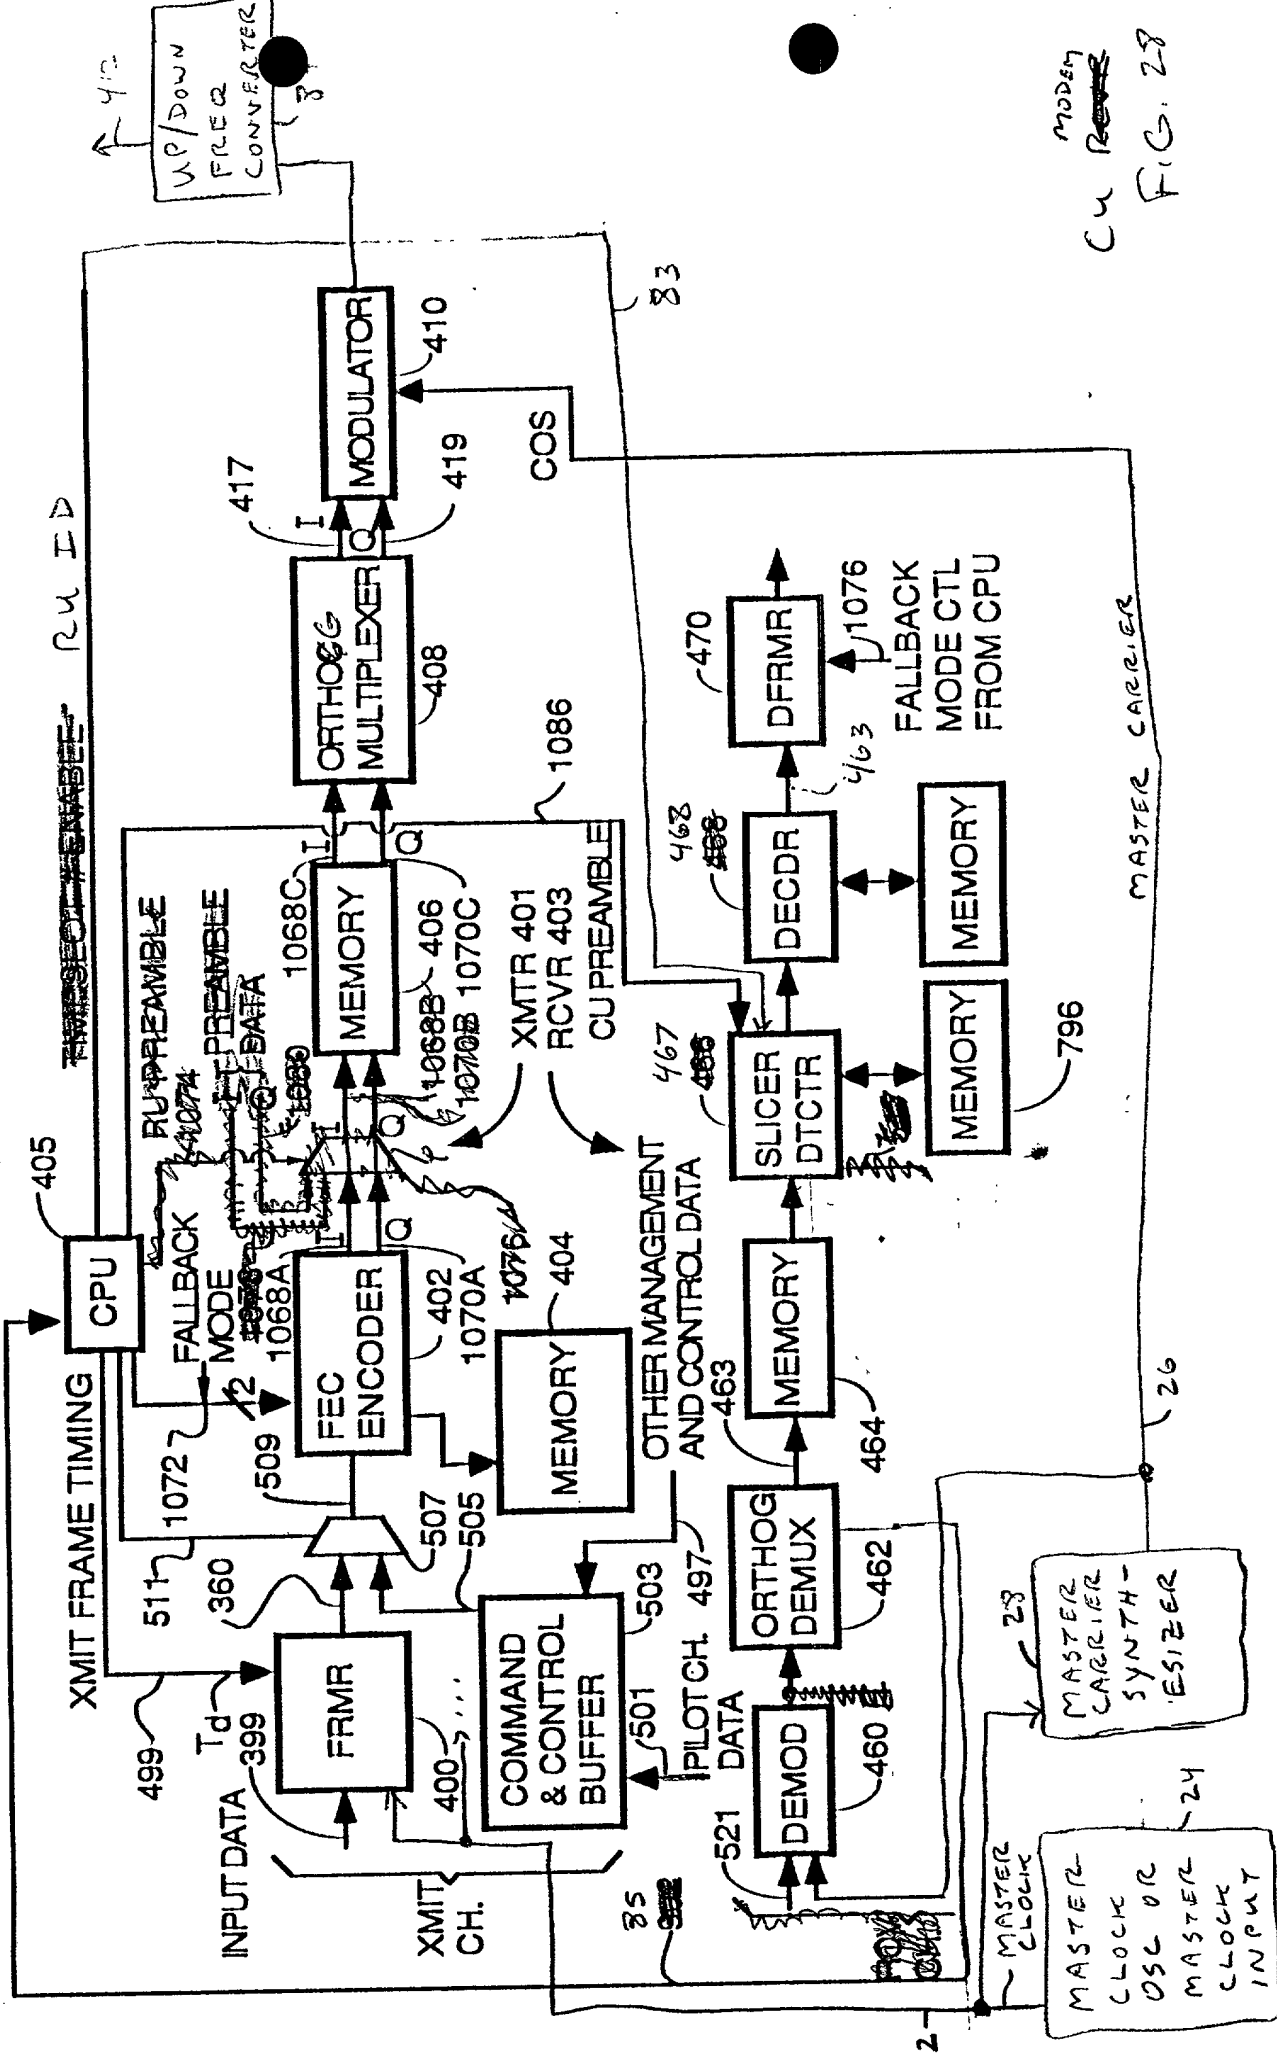 RU ID
405
CPU
XMIT FRAME TIMING
499
Td
INPUT DATA
399
FRMR
400
XMIT
CH.
511
360
1072
509
507
505
FALLBACK
MODE
12
1068A
FEC
ENCODER
402
1070A
I
Q
RU PREAMBLE
MEMORY
404
MEMORY
406
1068C
1070C
I
Q
XMTR 401
RCVR 403
CU PREAMBLE
1086
ORTHOG
MULTIPLEXER
408
417
I
Q
419
MODULATOR
410
COS
UP/DOWN
FREQ
CONVERTER
83
COMMAND
& CONTROL
BUFFER
503
501
PILOT CH.
DATA
497
OTHER MANAGEMENT
AND CONTROL DATA
521
DEMOD
460
ORTHOG
DEMUX
462
463
MEMORY
464
467
SLICER
DTCTR
MEMORY
796
468
DECDR
MEMORY
463
470
DFRMR
1076
FALLBACK
MODE CTL
FROM CPU
85
2
MASTER
CLOCK
MASTER
CLOCK
OSC OR
MASTER
CLOCK
INPUT
24
28
MASTER
CARRIER
SYNTH-
ESIZER
26
MASTER CARRIER
CU MODEM
FIG. 28